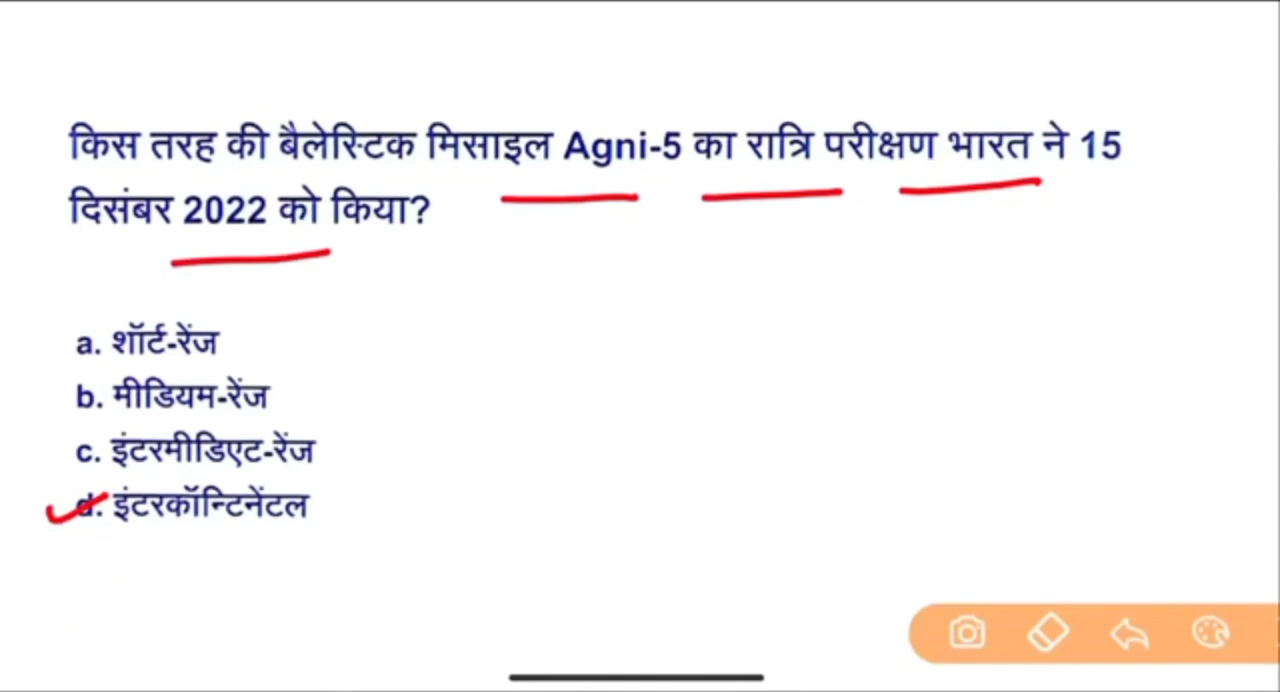 किस तरह की बैलेस्टिक मिसाइल Agni-5 का रात्रि परीक्षण भारत ने 15
दिसंबर 2022 को किया?
a. शॉर्ट-रेंज
b. मीडियम-रेंज
c. इंटरमीडिएट-रेंज
d. इंटरकॉन्टिनेंटल